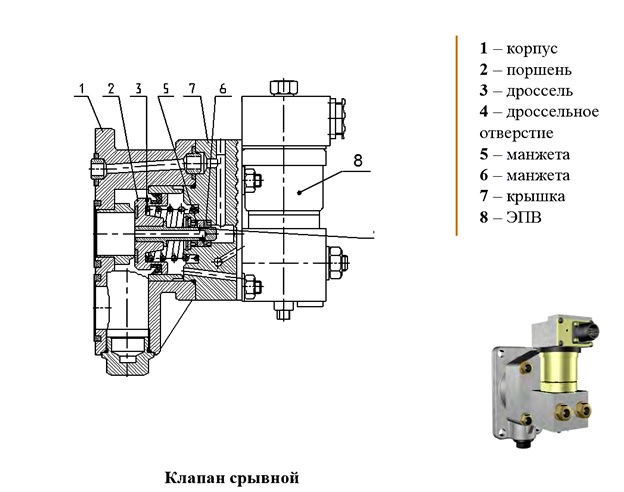 1 – корпус
2 – поршень
3 – дроссель
4 – дроссельное
отверстие
5 – манжета
6 – манжета
7 – крышка
8 – ЭПВ
1 2 3 5 7 6
8
Клапан срывной